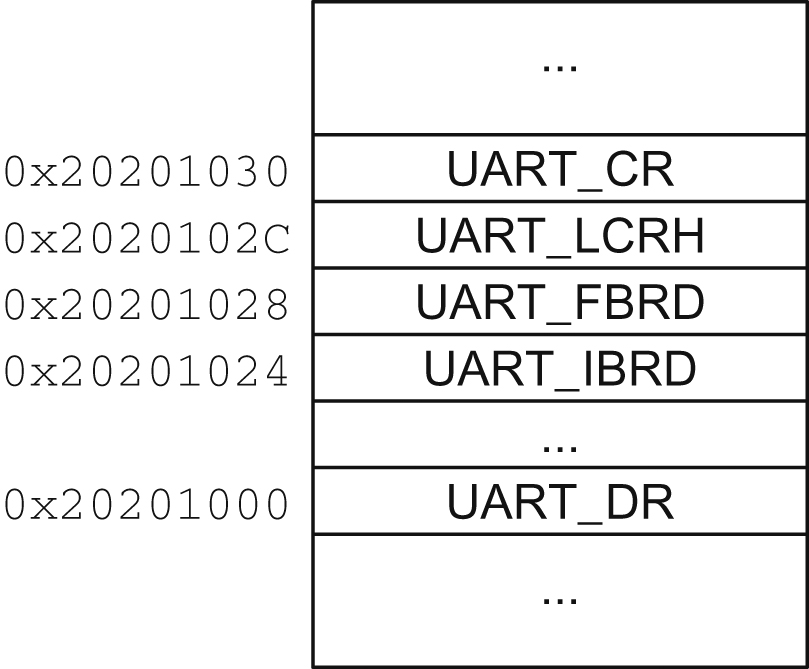 ...
0x20201030 UART_CR
0x2020102C UART_LCRH
0x20201028 UART_FBRD
0x20201024 UART_IBRD
...
0x20201000 UART_DR
...